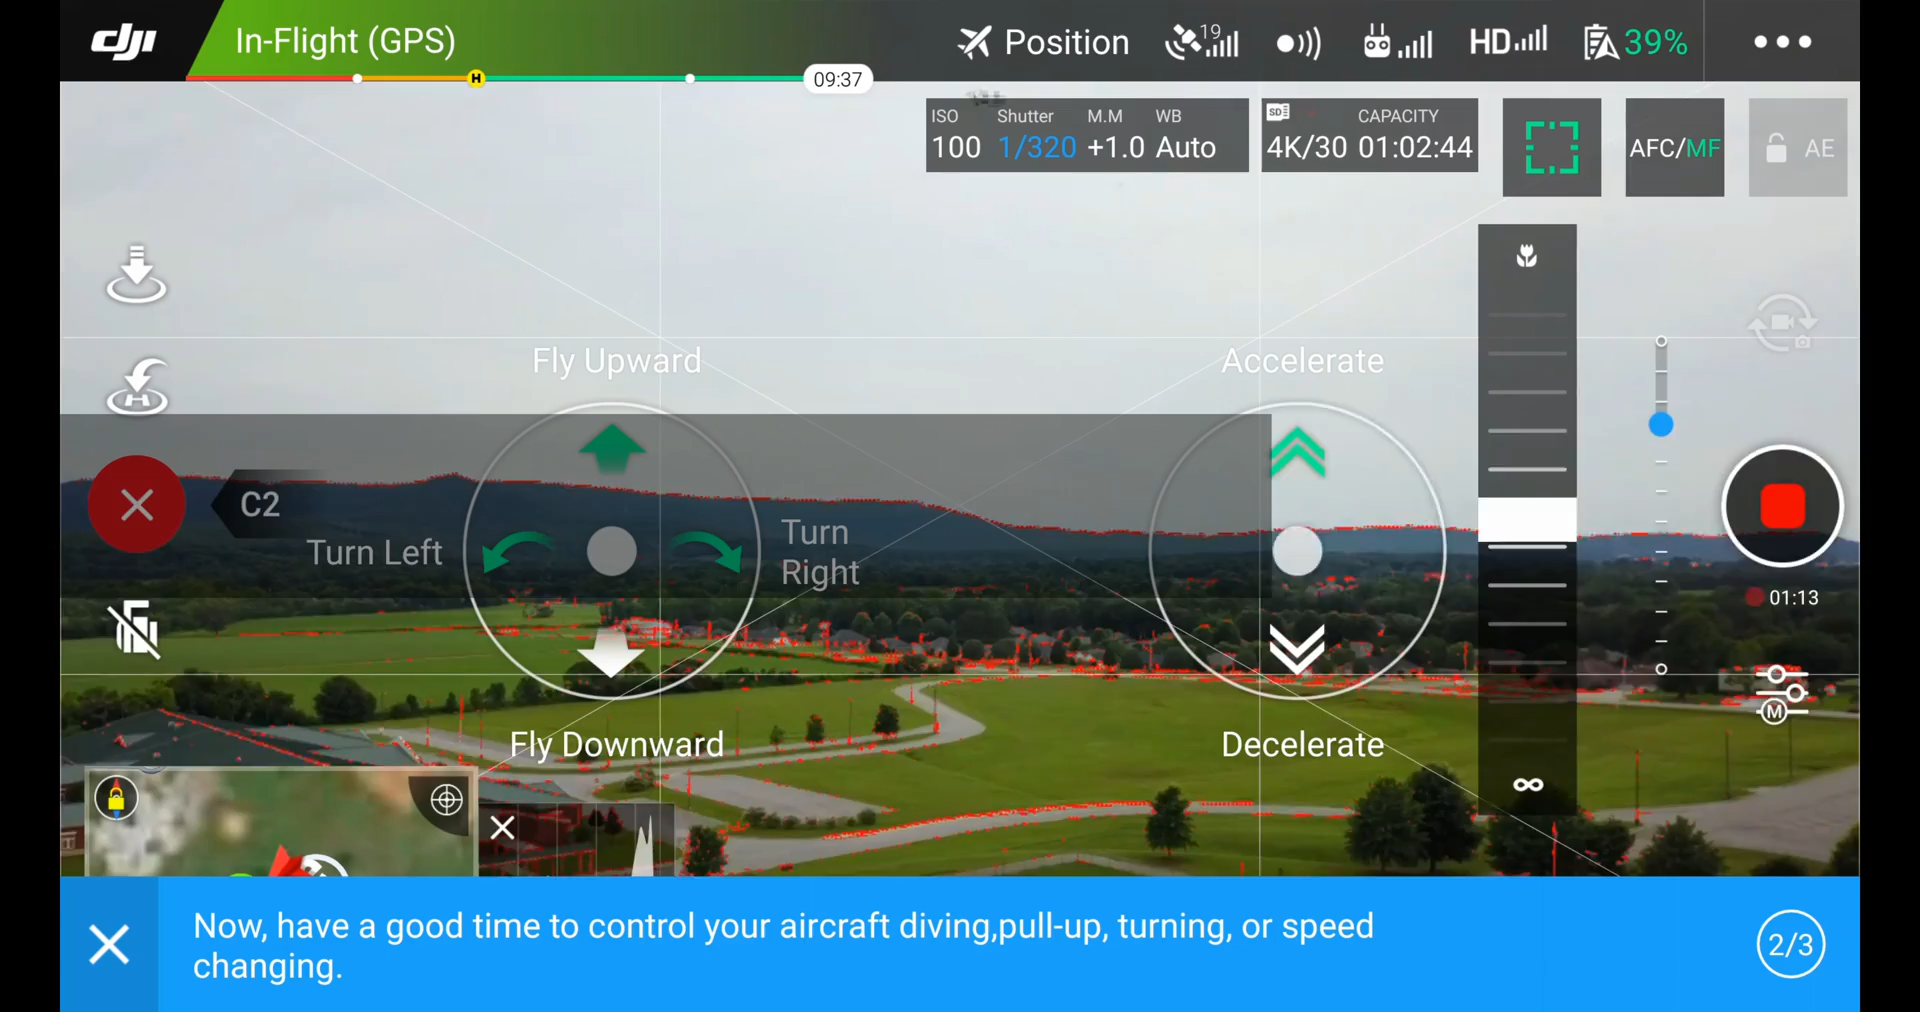 dji In-Flight (GPS) Position 19 HD 39%
H 09:37
ISO Shutter M.M WB
100 1/320 +1.0 Auto
SD CAPACITY
4K/30 01:02:44
AFC/MF
AE
Fly Upward
Accelerate
H
C2
Turn Left
Turn
Right
01:13
M
Fly Downward
Decelerate
∞
Now, have a good time to control your aircraft diving,pull-up, turning, or speed
changing.
2/3